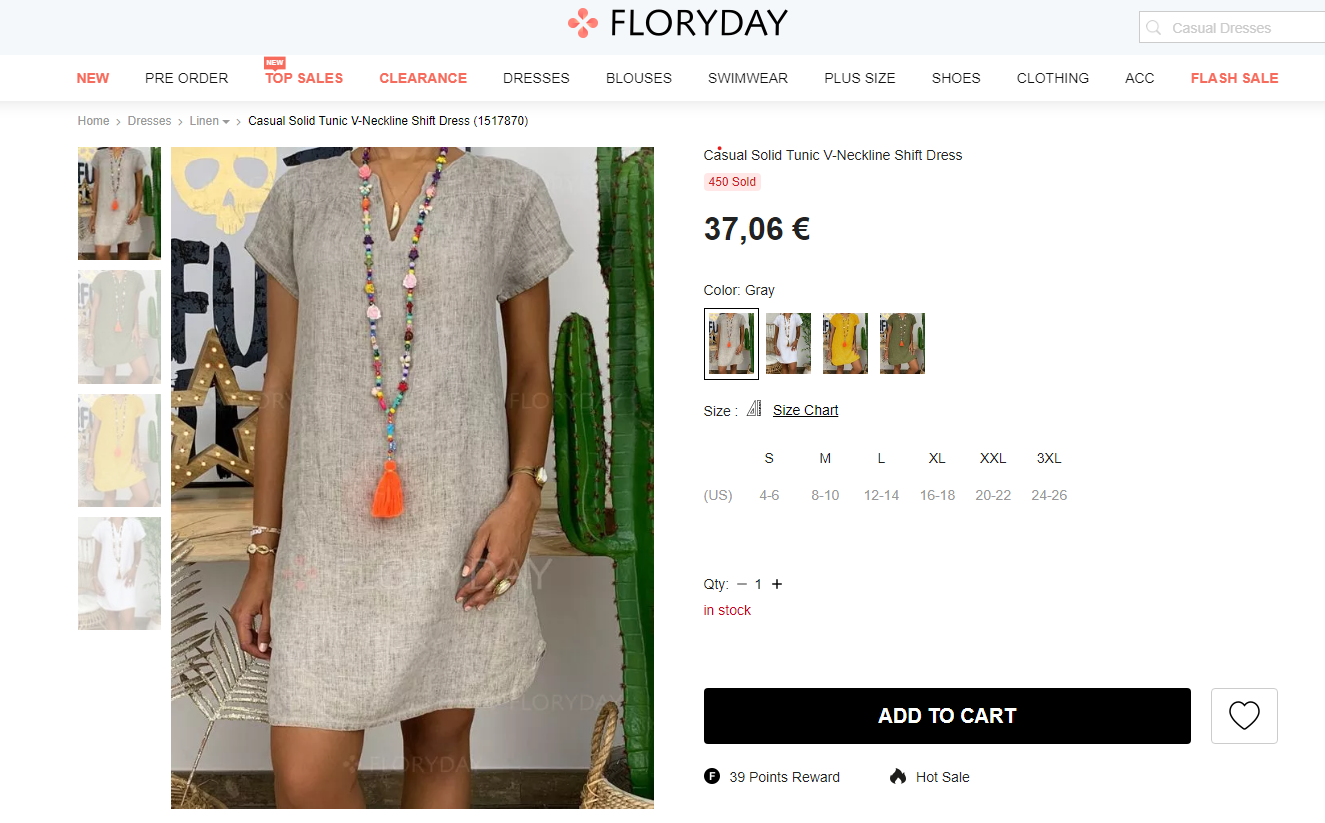 FLORYDAY
Casual Dresses
NEW
PRE ORDER
NEW
TOP SALES
CLEARANCE
DRESSES
BLOUSES
SWIMWEAR
PLUS SIZE
SHOES
CLOTHING
ACC
FLASH SALE
Home › Dresses › Linen › Casual Solid Tunic V-Neckline Shift Dress (1517870)
FU
FLORYDAY
FLORYDAY
FLORYDAY
FLORYDAY
Casual Solid Tunic V-Neckline Shift Dress
450 Sold
37,06 €
Color: Gray
Size : Size Chart
S M L XL XXL 3XL
(US) 4-6 8-10 12-14 16-18 20-22 24-26
Qty: − 1 +
in stock
ADD TO CART
F 39 Points Reward
Hot Sale